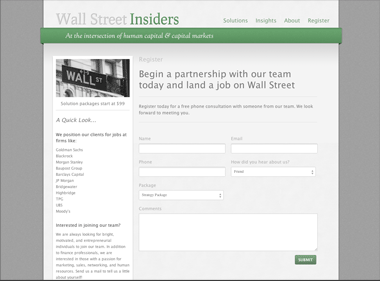 Wall Street Insiders
Solutions Insights About Register
At the intersection of human capital & capital markets
WALL ST
Solution packages start at $99
A Quick Look...
We position our clients for jobs at
firms like:
Goldman Sachs
Blackrock
Morgan Stanley
Baupost Group
Barclays Capital
JP Morgan
Bridgewater
Highbridge
TPG
UBS
Moody's
Interested in joining our team?
We are always looking for bright,
motivated, and entrepreneurial
individuals to join our team. In addition
to finance professionals, we are
interested in those with a passion for
marketing, sales, networking, and human
resources. Send us a mail to tell us a little
about yourself!
Register
Begin a partnership with our team
today and land a job on Wall Street
Register today for a free phone consultation with someone from our team. We look
forward to meeting you.
Name
Email
Phone
How did you hear about us?
Friend
Package
Strategy Package
Comments
SUBMIT